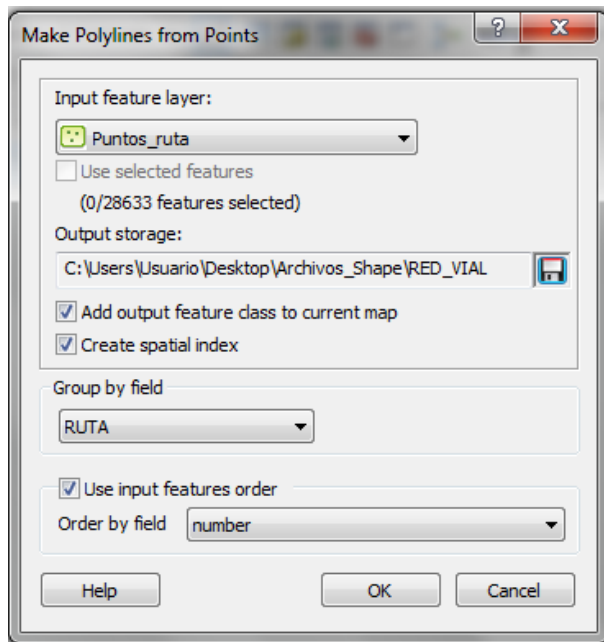 Make Polylines from Points
?
X
Input feature layer:
Puntos_ruta
Use selected features
(0/28633 features selected)
Output storage:
C:\Users\Usuario\Desktop\Archivos_Shape\RED_VIAL
Add output feature class to current map
Create spatial index
Group by field
RUTA
Use input features order
Order by field
number
Help
OK
Cancel